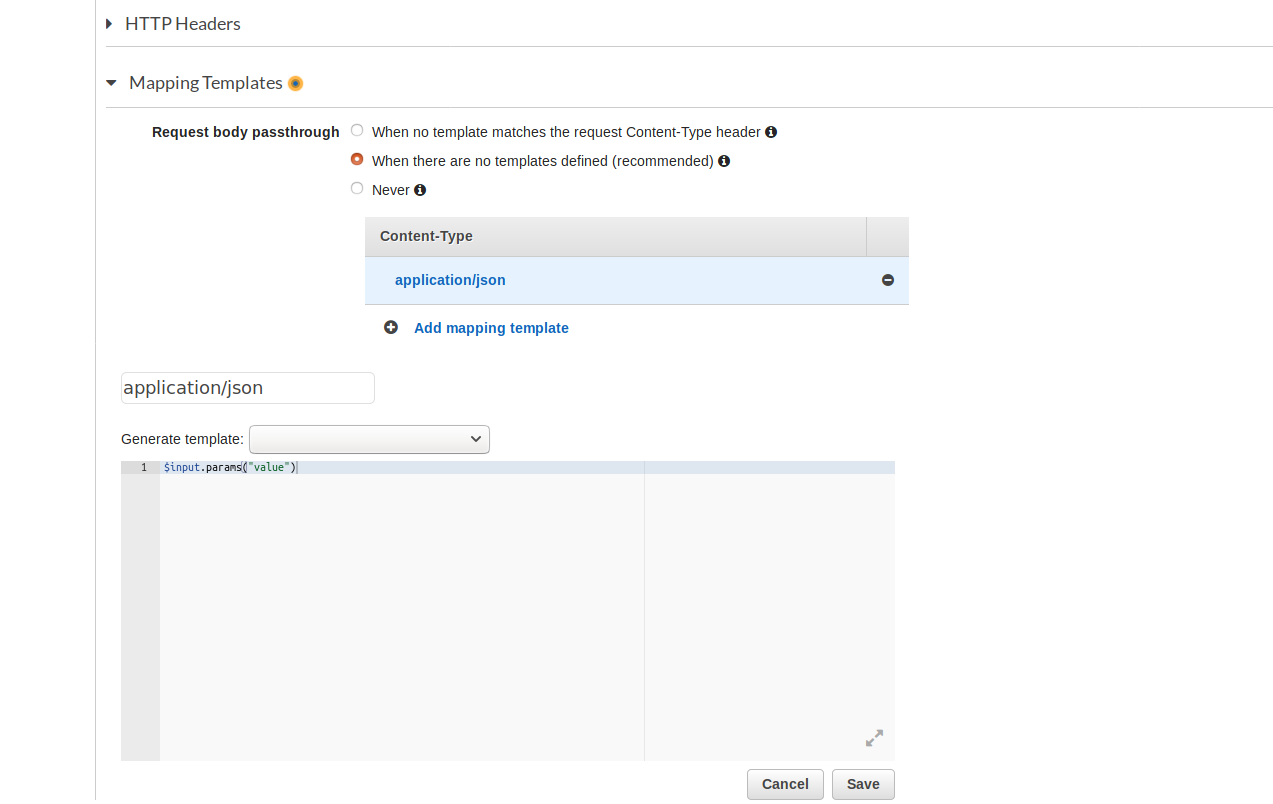 HTTP Headers
Mapping Templates
Request body passthrough
When no template matches the request Content-Type header
When there are no templates defined (recommended)
Never
Content-Type
application/json
Add mapping template
application/json
Generate template:
1 $input.params("value")
Cancel Save